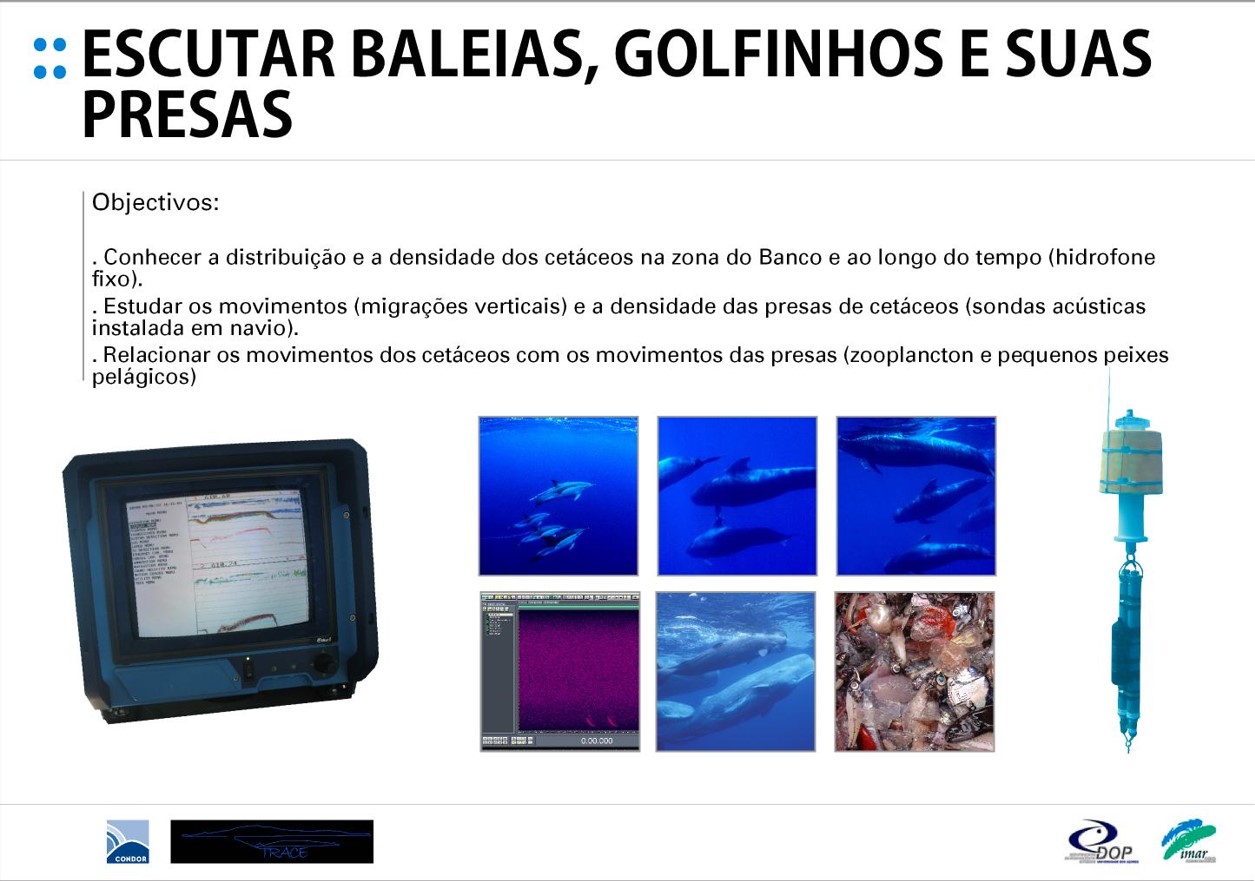 ESCUTAR BALEIAS, GOLFINHOS E SUAS
PRESAS
Objectivos:
. Conhecer a distribuição e a densidade dos cetáceos na zona do Banco e ao longo do tempo (hidrofone
fixo).
. Estudar os movimentos (migrações verticais) e a densidade das presas de cetáceos (sondas acústicas
instalada em navio).
. Relacionar os movimentos dos cetáceos com os movimentos das presas (zooplancton e pequenos peixes
pelágicos)
0:00.000
CONDOR
TRACE
DOP
imar